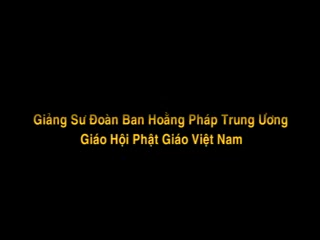 Giảng Sư Đoàn Ban Hoằng Pháp Trung Ương
Giáo Hội Phật Giáo Việt Nam